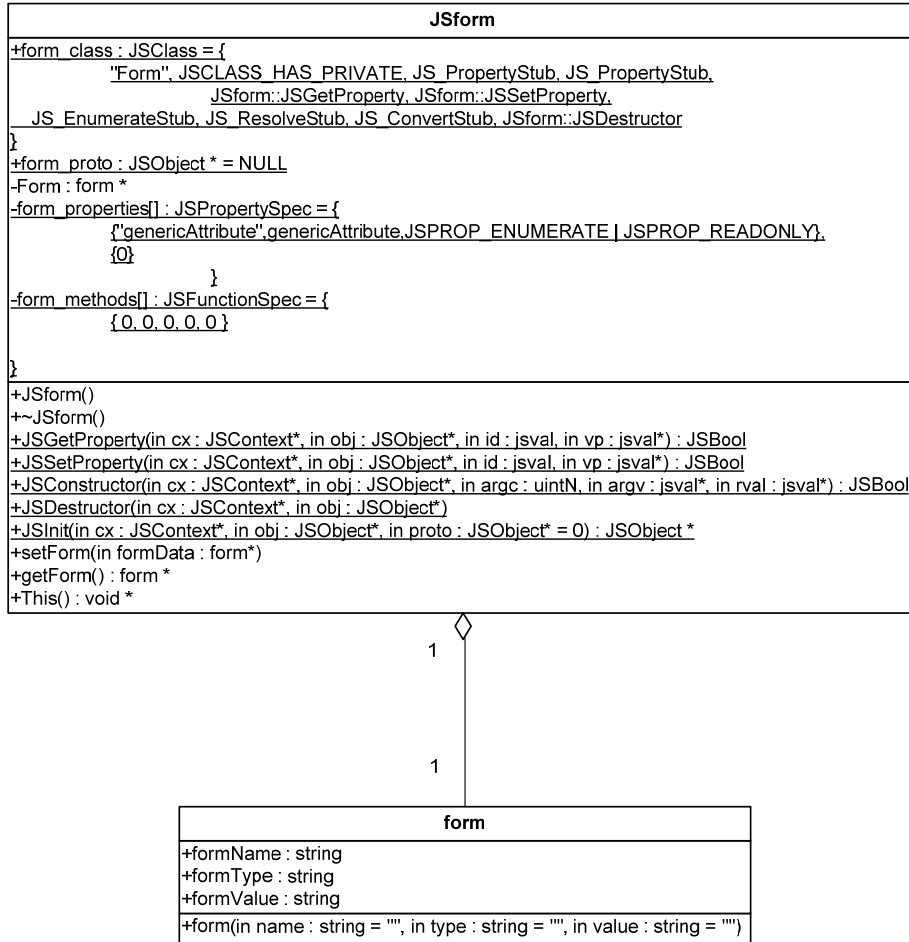 JSform
+form_class : JSClass = {
"Form", JSCLASS_HAS_PRIVATE, JS_PropertyStub, JS_PropertyStub,
JSform::JSGetProperty, JSform::JSSetProperty,
JS_EnumerateStub, JS_ResolveStub, JS_ConvertStub, JSform::JSDestructor
}
+form_proto : JSObject * = NULL
-Form : form *
-form_properties[] : JSPropertySpec = {
{"genericAttribute",genericAttribute,JSPROP_ENUMERATE | JSPROP_READONLY},
{0}
}
-form_methods[] : JSFunctionSpec = {
{ 0, 0, 0, 0, 0 }
}
+JSform()
+~JSform()
+JSGetProperty(in cx : JSContext*, in obj : JSObject*, in id : jsval, in vp : jsval*) : JSBool
+JSSetProperty(in cx : JSContext*, in obj : JSObject*, in id : jsval, in vp : jsval*) : JSBool
+JSConstructor(in cx : JSContext*, in obj : JSObject*, in argc : uintN, in argv : jsval*, in rval : jsval*) : JSBool
+JSDestructor(in cx : JSContext*, in obj : JSObject*)
+JSInit(in cx : JSContext*, in obj : JSObject*, in proto : JSObject* = 0) : JSObject *
+setForm(in formData : form*)
+getForm() : form *
+This() : void *
1
1
form
+formName : string
+formType : string
+formValue : string
+form(in name : string = "", in type : string = "", in value : string = "")